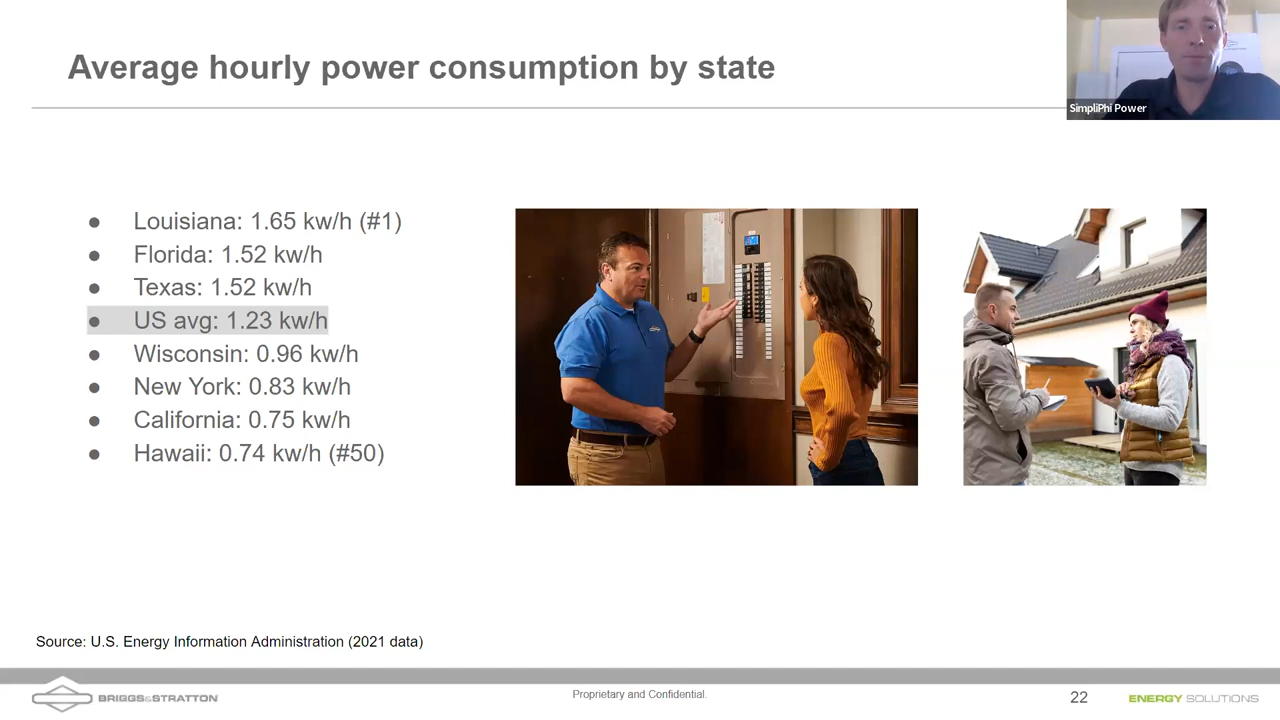 Average hourly power consumption by state
SimpliPhi Power
● Louisiana: 1.65 kw/h (#1)
● Florida: 1.52 kw/h
● Texas: 1.52 kw/h
● US avg: 1.23 kw/h
● Wisconsin: 0.96 kw/h
● New York: 0.83 kw/h
● California: 0.75 kw/h
● Hawaii: 0.74 kw/h (#50)
Source: U.S. Energy Information Administration (2021 data)
BRIGGS&STRATTON
Proprietary and Confidential.
22
ENERGY SOLUTIONS